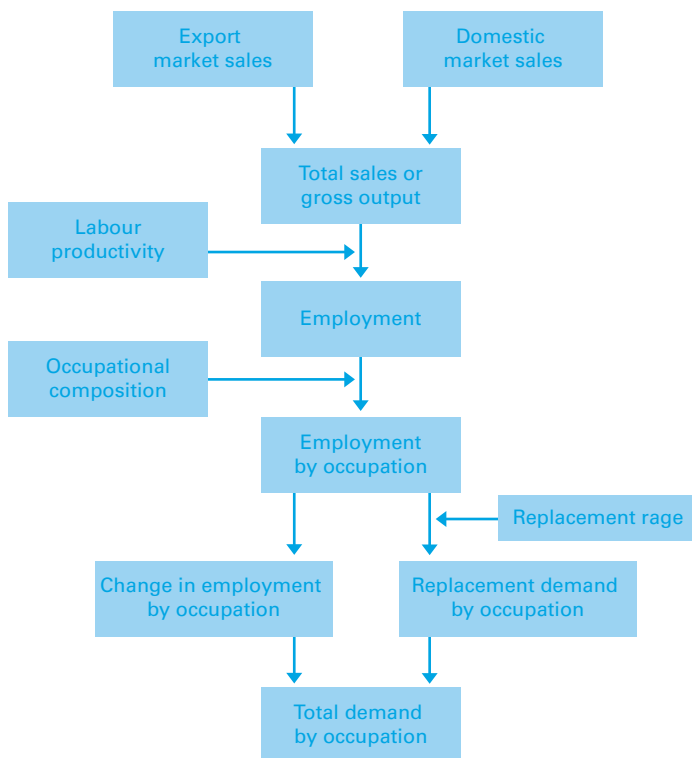 Export
market sales
Domestic
market sales
Total sales or
gross output
Labour
productivity
Employment
Occupational
composition
Employment
by occupation
Replacement rage
Change in employment
by occupation
Replacement demand
by occupation
Total demand
by occupation